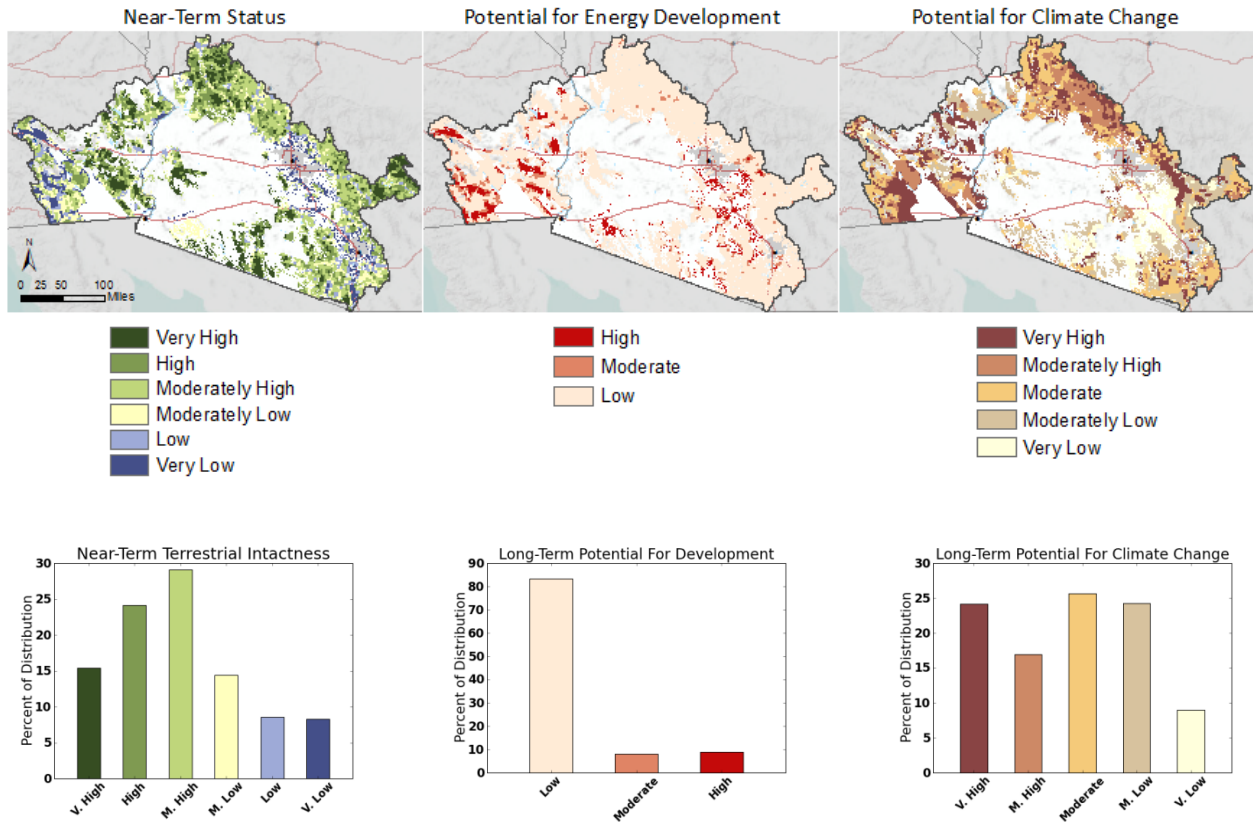 Near-Term Status
Potential for Energy Development
Potential for Climate Change
N
0 25 50 100
Miles
Very High
High
Moderately High
Moderately Low
Low
Very Low
High
Moderate
Low
Very High
Moderately High
Moderate
Moderately Low
Very Low
Near-Term Terrestrial Intactness
Percent of Distribution
30
25
20
15
10
5
0
V. High
High
M. High
M. Low
Low
V. Low
Long-Term Potential For Development
Percent of Distribution
90
80
70
60
50
40
30
20
10
0
Low
Moderate
High
Long-Term Potential For Climate Change
Percent of Distribution
30
25
20
15
10
5
0
V. High
M. High
Moderate
M. Low
V. Low